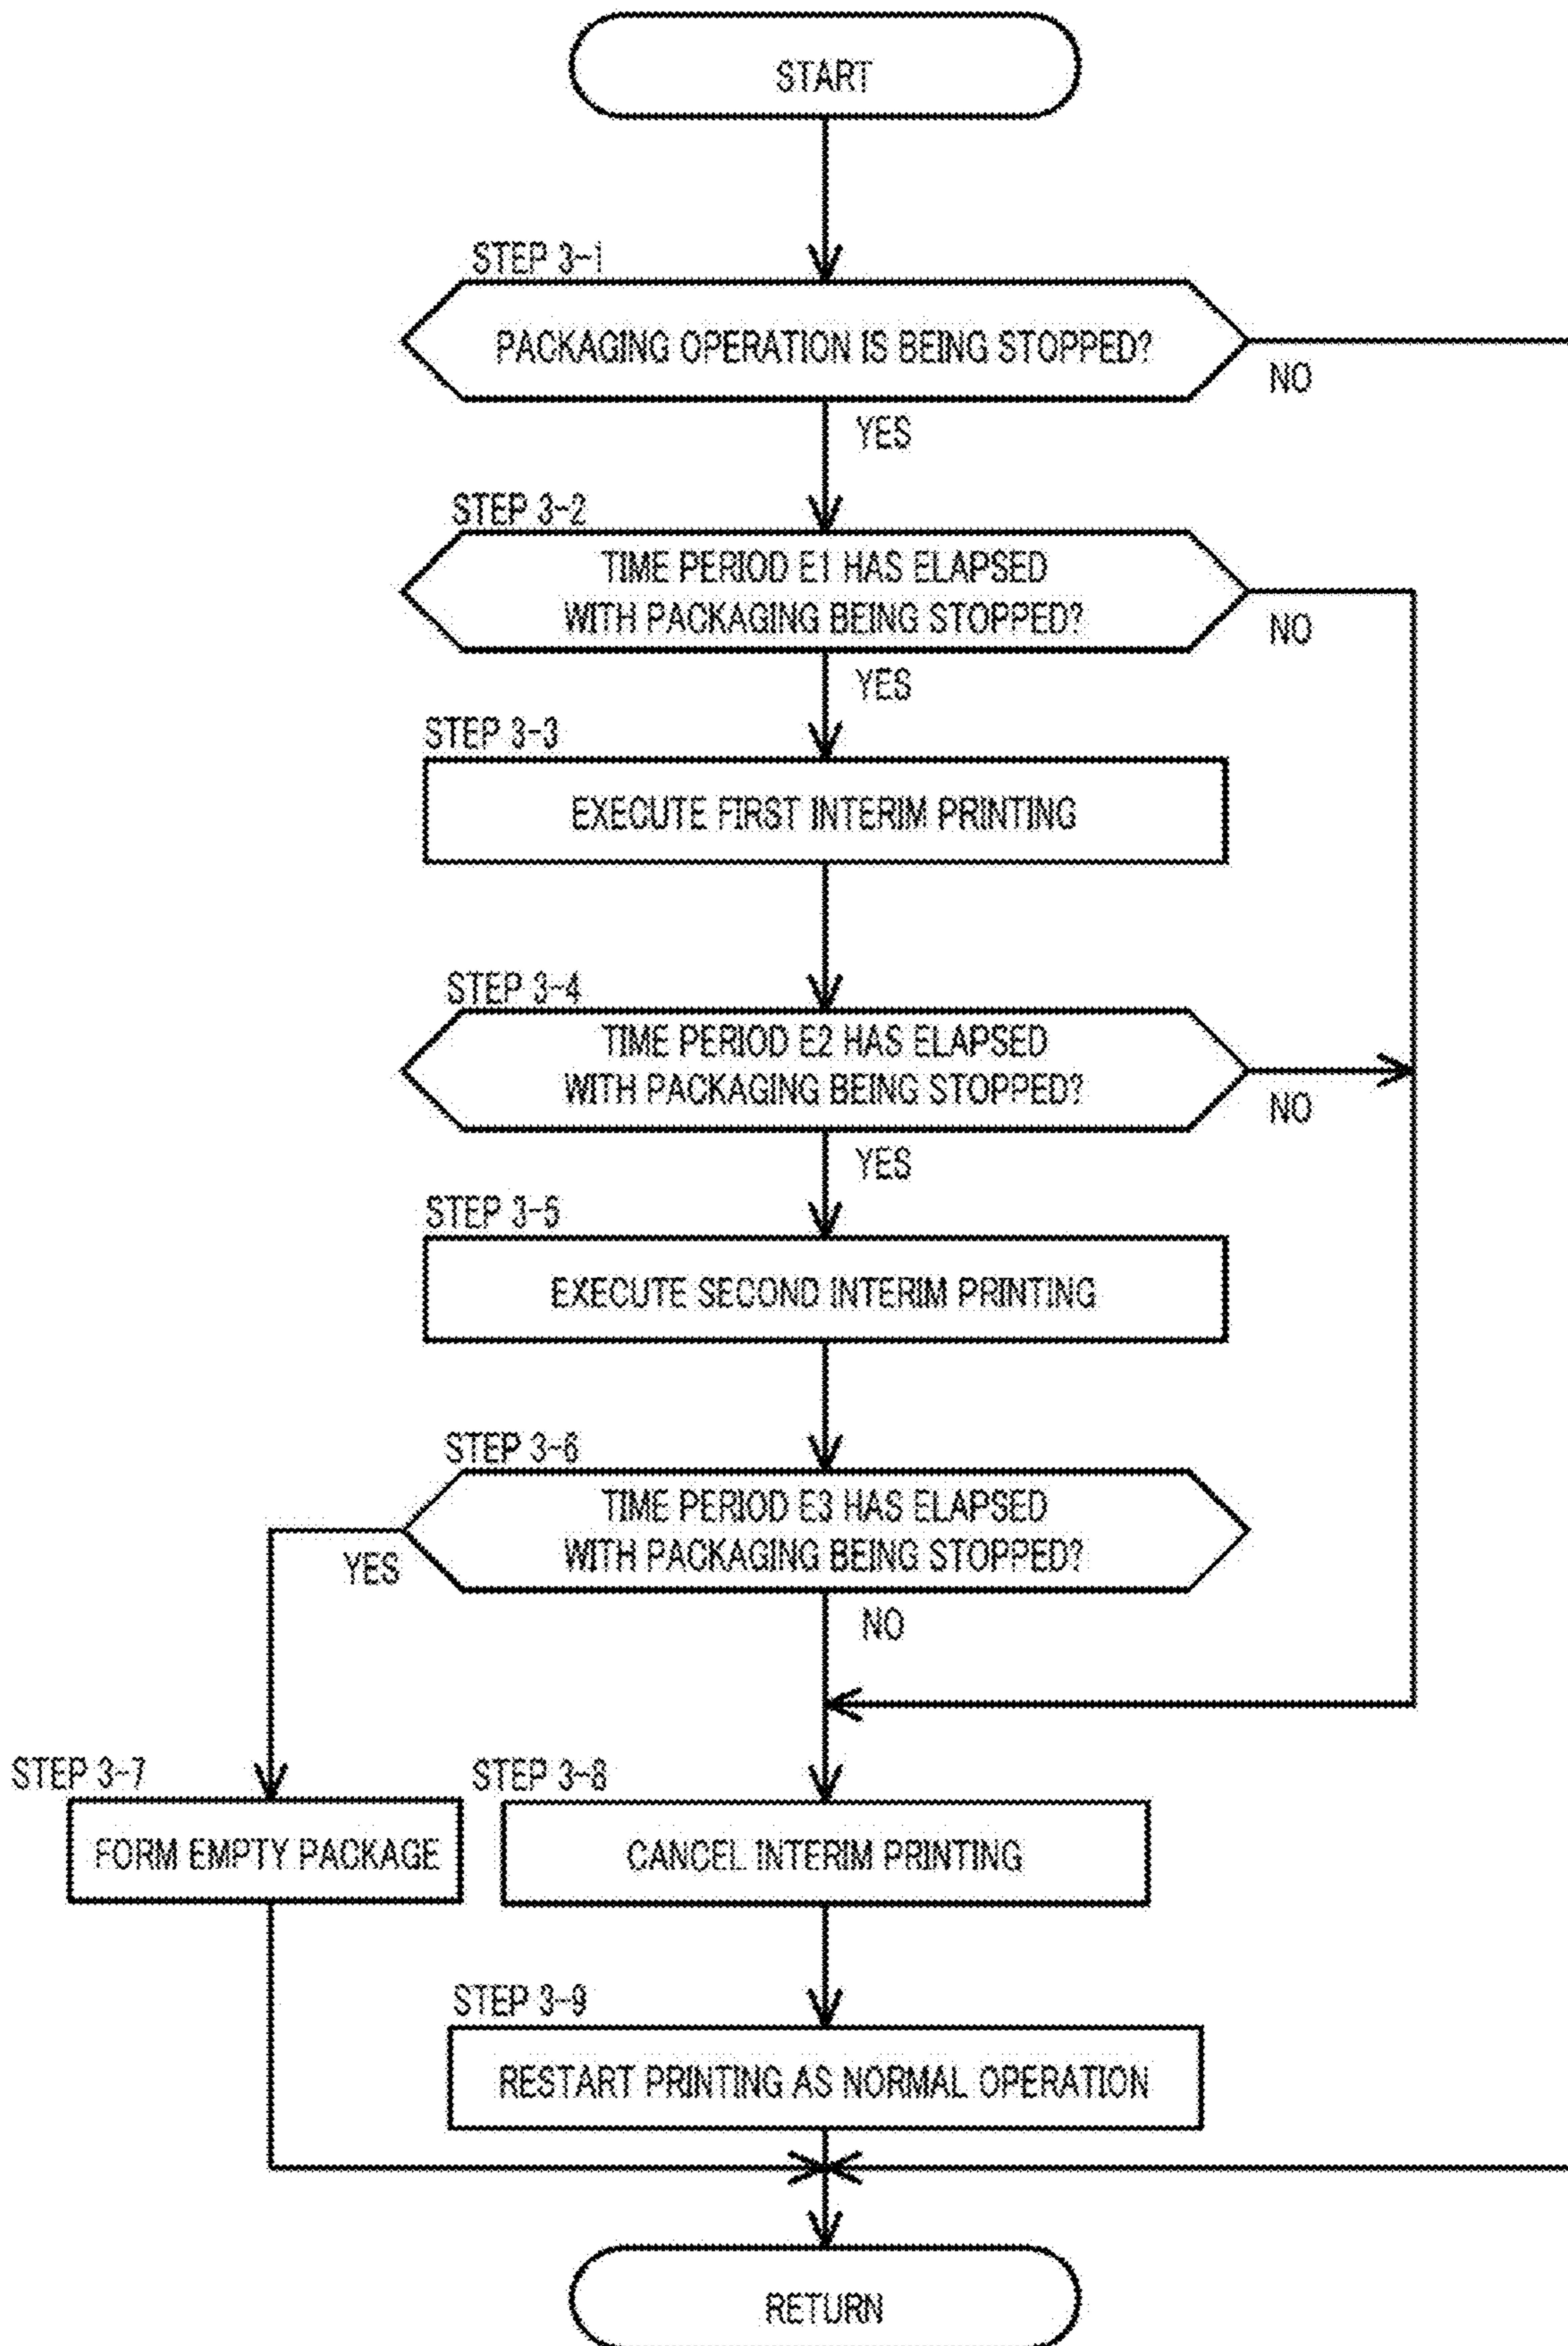 START
STEP 3-1
PACKAGING OPERATION IS BEING STOPPED?
NO
YES
STEP 3-2
TIME PERIOD E1 HAS ELAPSED
WITH PACKAGING BEING STOPPED?
NO
YES
STEP 3-3
EXECUTE FIRST INTERIM PRINTING
STEP 3-4
TIME PERIOD E2 HAS ELAPSED
WITH PACKAGING BEING STOPPED?
NO
YES
STEP 3-5
EXECUTE SECOND INTERIM PRINTING
STEP 3-6
TIME PERIOD E3 HAS ELAPSED
WITH PACKAGING BEING STOPPED?
YES
NO
STEP 3-7
FORM EMPTY PACKAGE
STEP 3-8
CANCEL INTERIM PRINTING
STEP 3-9
RESTART PRINTING AS NORMAL OPERATION
RETURN